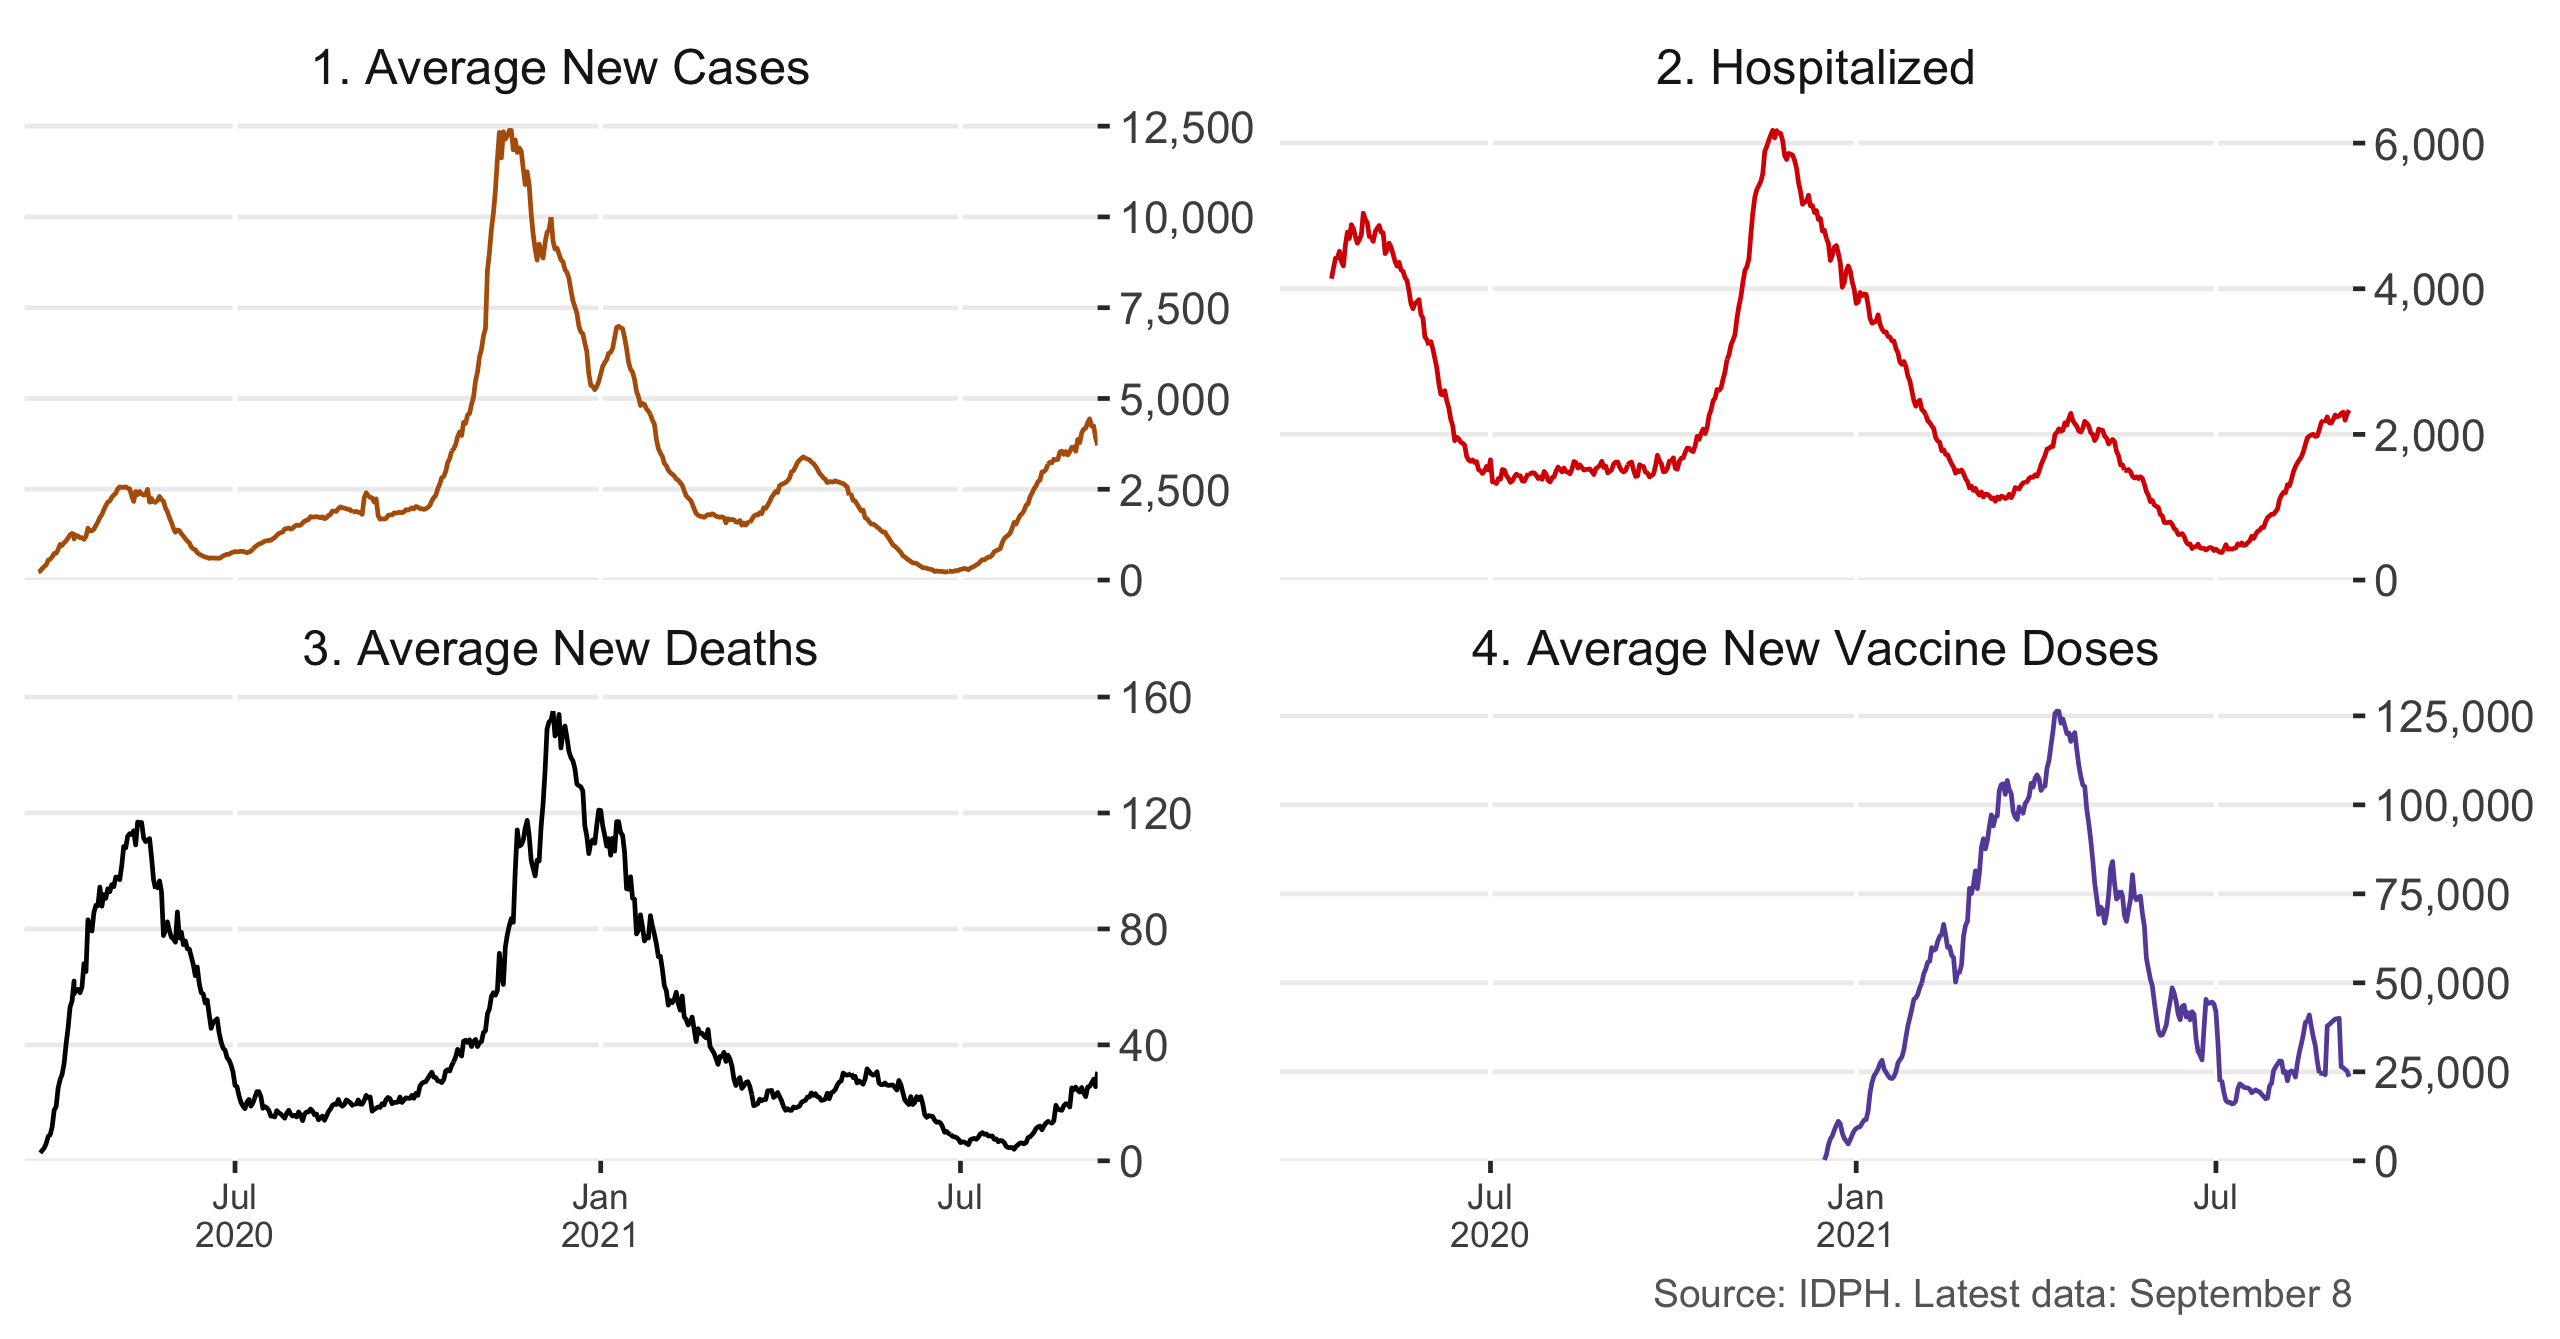 1. Average New Cases
12,500
10,000
7,500
5,000
2,500
0
2. Hospitalized
6,000
4,000
2,000
0
3. Average New Deaths
160
120
80
40
0
Jul
2020
Jan
2021
Jul
4. Average New Vaccine Doses
125,000
100,000
75,000
50,000
25,000
0
Jul
2020
Jan
2021
Jul
Source: IDPH. Latest data: September 8